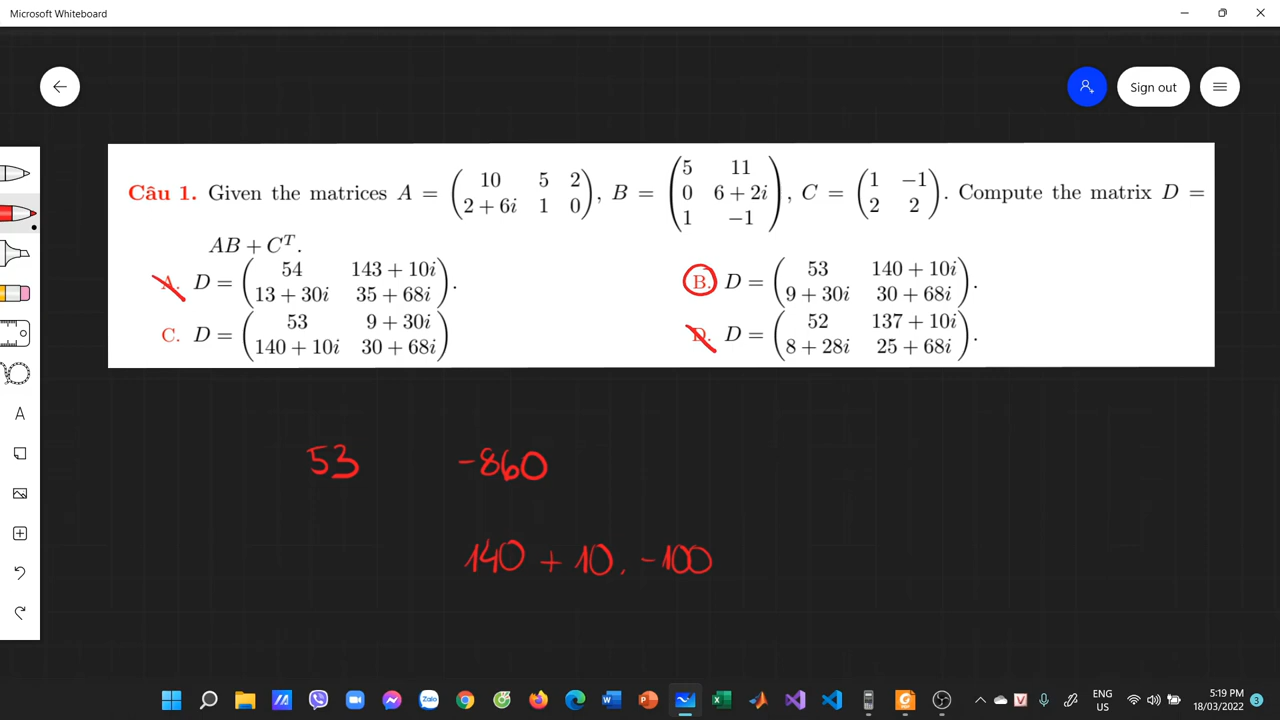 Microsoft Whiteboard
Sign out
Câu 1. Given the matrices A = (10 5 2; 2 + 6i 1 0), B = (5 11; 0 6 + 2i; 1 −1), C = (1 −1; 2 2). Compute the matrix D =
AB + C^T.
A. D = (54 143 + 10i; 13 + 30i 35 + 68i).
B. D = (53 140 + 10i; 9 + 30i 30 + 68i).
C. D = (53 9 + 30i; 140 + 10i 30 + 68i)
D. D = (52 137 + 10i; 8 + 28i 25 + 68i).
A
53 -860
140 + 10. -100
Zalo
V
ENG
US
5:19 PM
18/03/2022
3